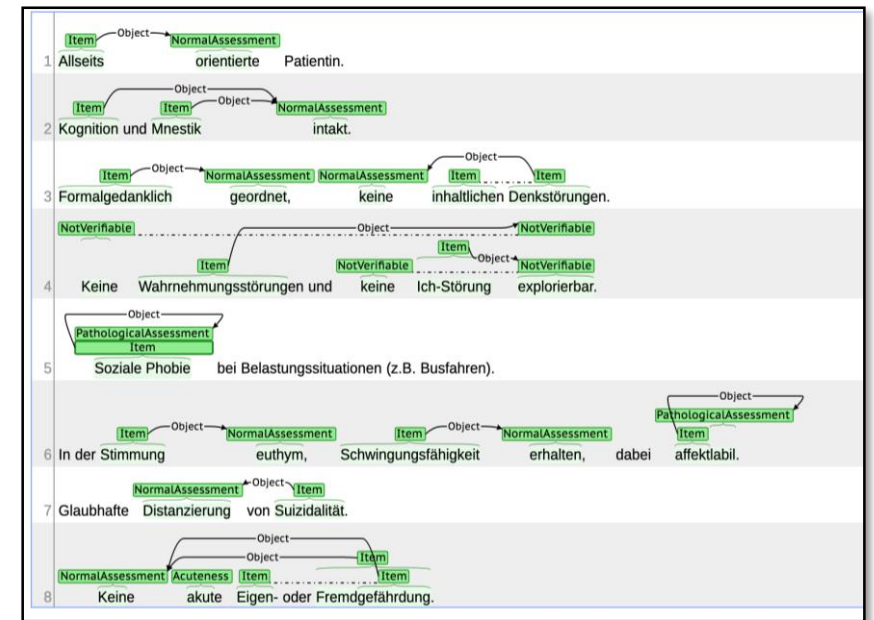 Object
Item NormalAssessment
1 Allseits orientierte Patientin.
Object
Item Item Object NormalAssessment
2 Kognition und Mnestik intakt.
Object
Item Object NormalAssessment NormalAssessment Item Item
3 Formalgedanklich geordnet, keine inhaltlichen Denkstörungen.
NotVerifiable Object NotVerifiable
Item Object
Item NotVerifiable NotVerifiable
4 Keine Wahrnehmungsstörungen und keine Ich-Störung explorierbar.
Object
PathologicalAssessment
Item
5 Soziale Phobie bei Belastungssituationen (z.B. Busfahren).
Object
PathologicalAssessment
Item Object NormalAssessment Item Object NormalAssessment Item
6 In der Stimmung euthym, Schwingungsfähigkeit erhalten, dabei affektlabil.
NormalAssessment Object Item
7 Glaubhafte Distanzierung von Suizidalität.
Object
Object Item
NormalAssessment Acuteness Item Item
8 Keine akute Eigen- oder Fremdgefährdung.